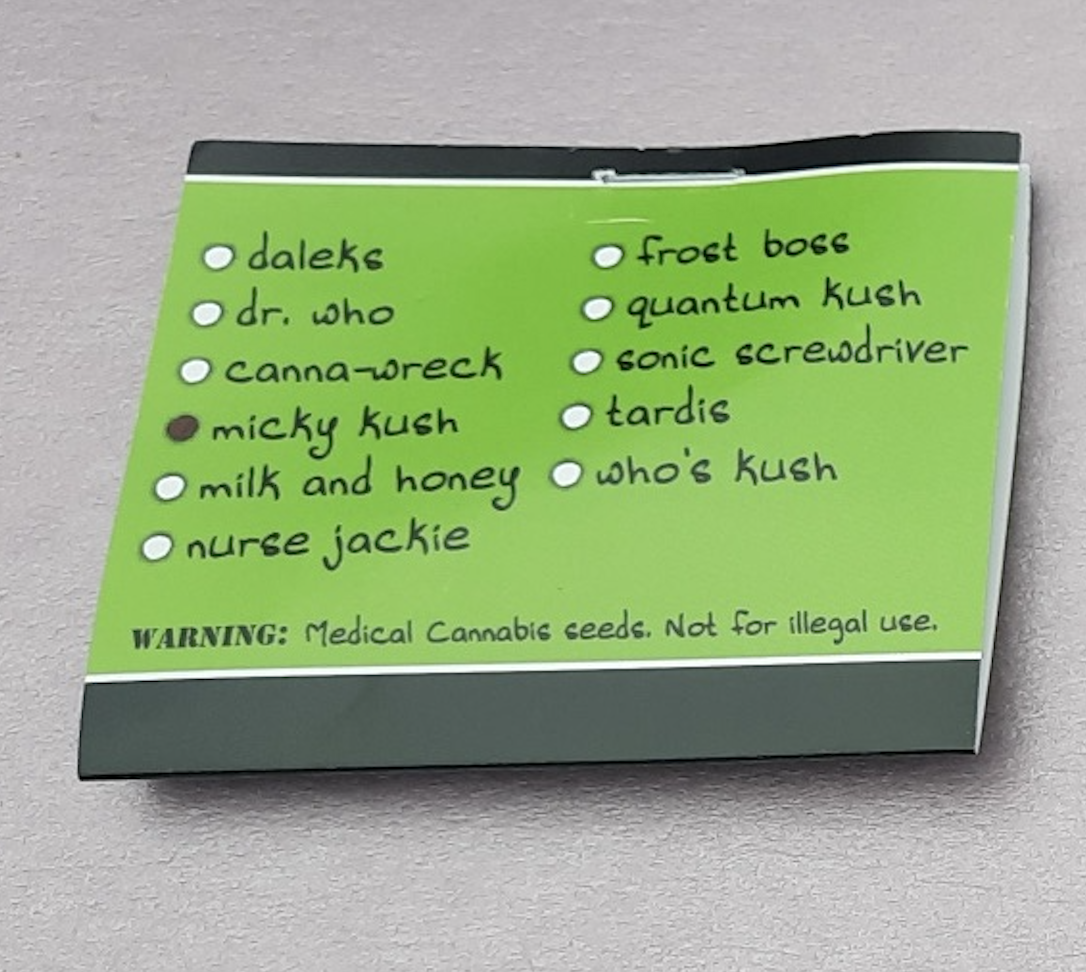 daleks
dr. who
canna-wreck
micky kush
milk and honey
nurse jackie
frost boss
quantum kush
sonic screwdriver
tardis
who's kush
WARNING: Medical Cannabis seeds. Not for illegal use.